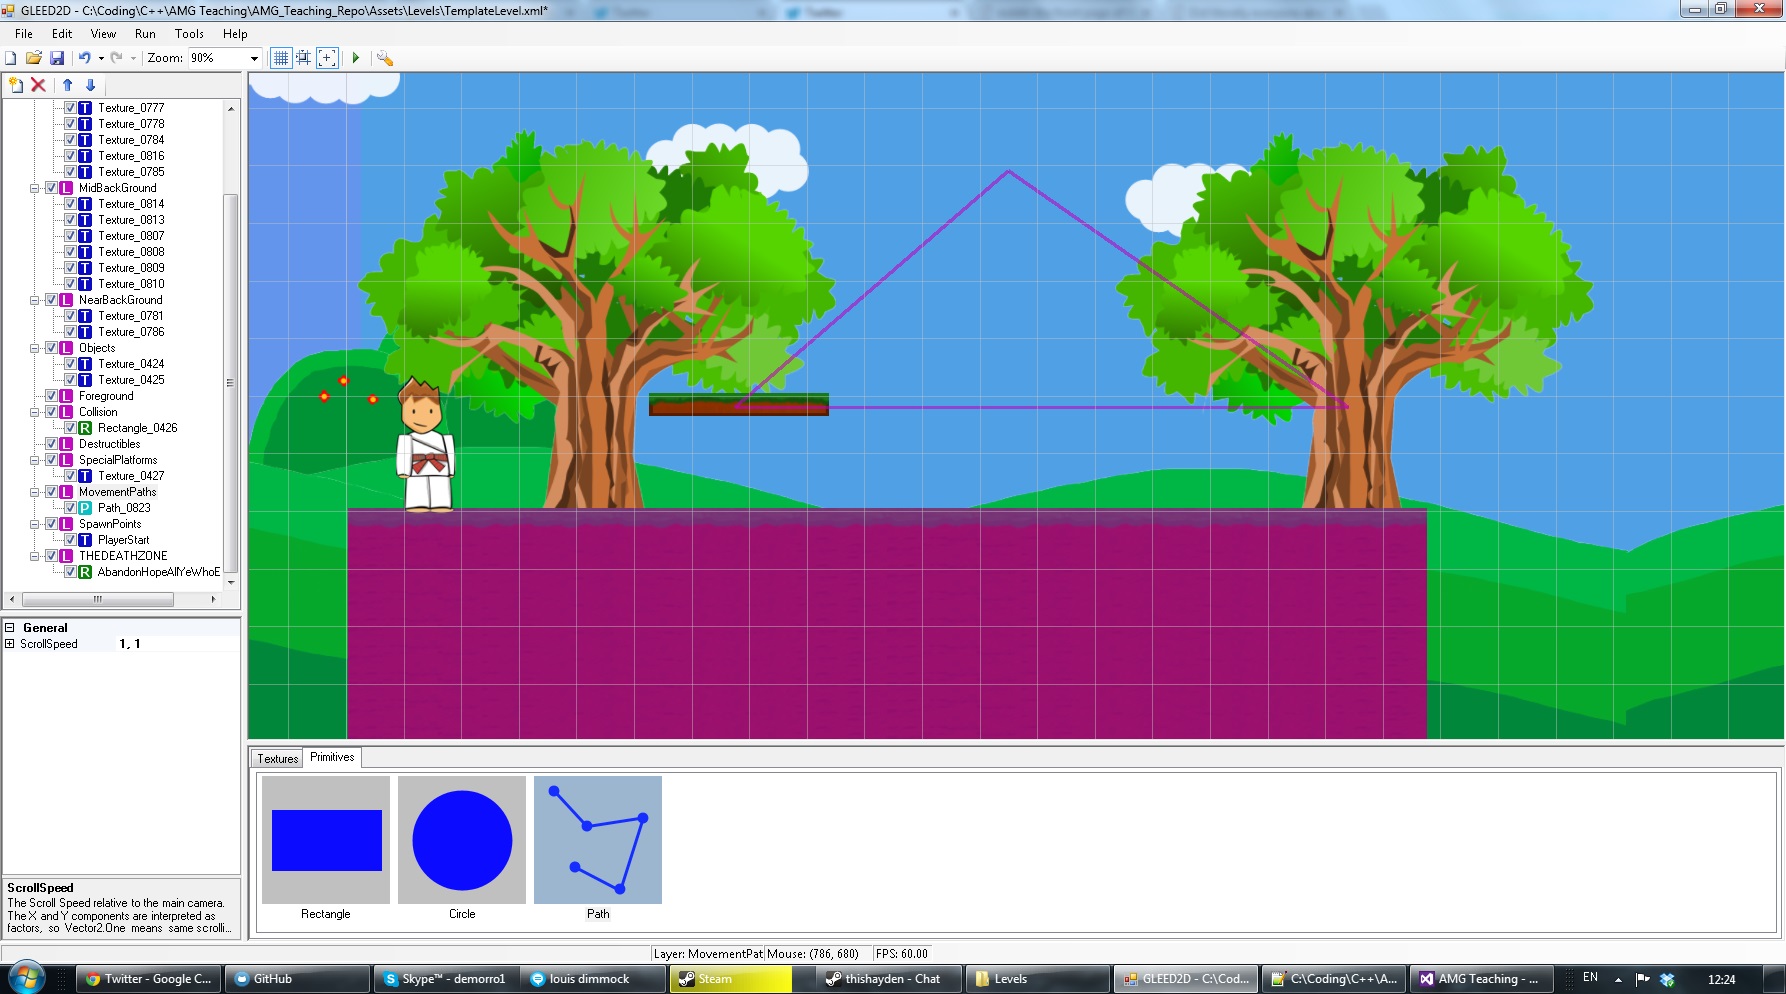 GLEED2D - C:\Coding\C++\AMG Teaching\AMG_Teaching_Repo\Assets\Levels\TemplateLevel.xml*
File Edit View Run Tools Help
Zoom: 90%
Texture_0777
Texture_0778
Texture_0784
Texture_0816
Texture_0785
MidBackGround
Texture_0814
Texture_0813
Texture_0807
Texture_0808
Texture_0809
Texture_0810
NearBackGround
Texture_0781
Texture_0786
Objects
Texture_0424
Texture_0425
Foreground
Collision
Rectangle_0426
Destructibles
SpecialPlatforms
Texture_0427
MovementPaths
Path_0823
SpawnPoints
PlayerStart
THEDEATHZONE
AbandonHopeAllYeWhoE
General
ScrollSpeed 1, 1
ScrollSpeed
The Scroll Speed relative to the main camera.
The X and Y components are interpreted as
factors, so Vector2.One means same scrolli...
Textures Primitives
Rectangle Circle Path
Layer: MovementPat Mouse: (786, 680) FPS: 60.00
Twitter - Google C... GitHub Skype™ - demorro1 louis dimmock Steam thishayden - Chat Levels GLEED2D - C:\Cod... C:\Coding\C++\A... AMG Teaching - ... EN 12:24